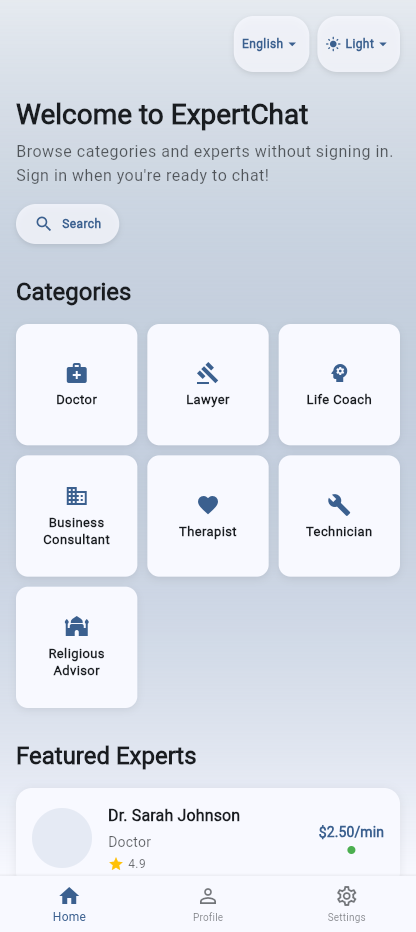 English
Light
Welcome to ExpertChat
Browse categories and experts without signing in.
Sign in when you're ready to chat!
Search
Categories
Doctor
Lawyer
Life Coach
Business
Consultant
Therapist
Technician
Religious
Advisor
Featured Experts
Dr. Sarah Johnson
Doctor
4.9
$2.50/min
Home
Profile
Settings